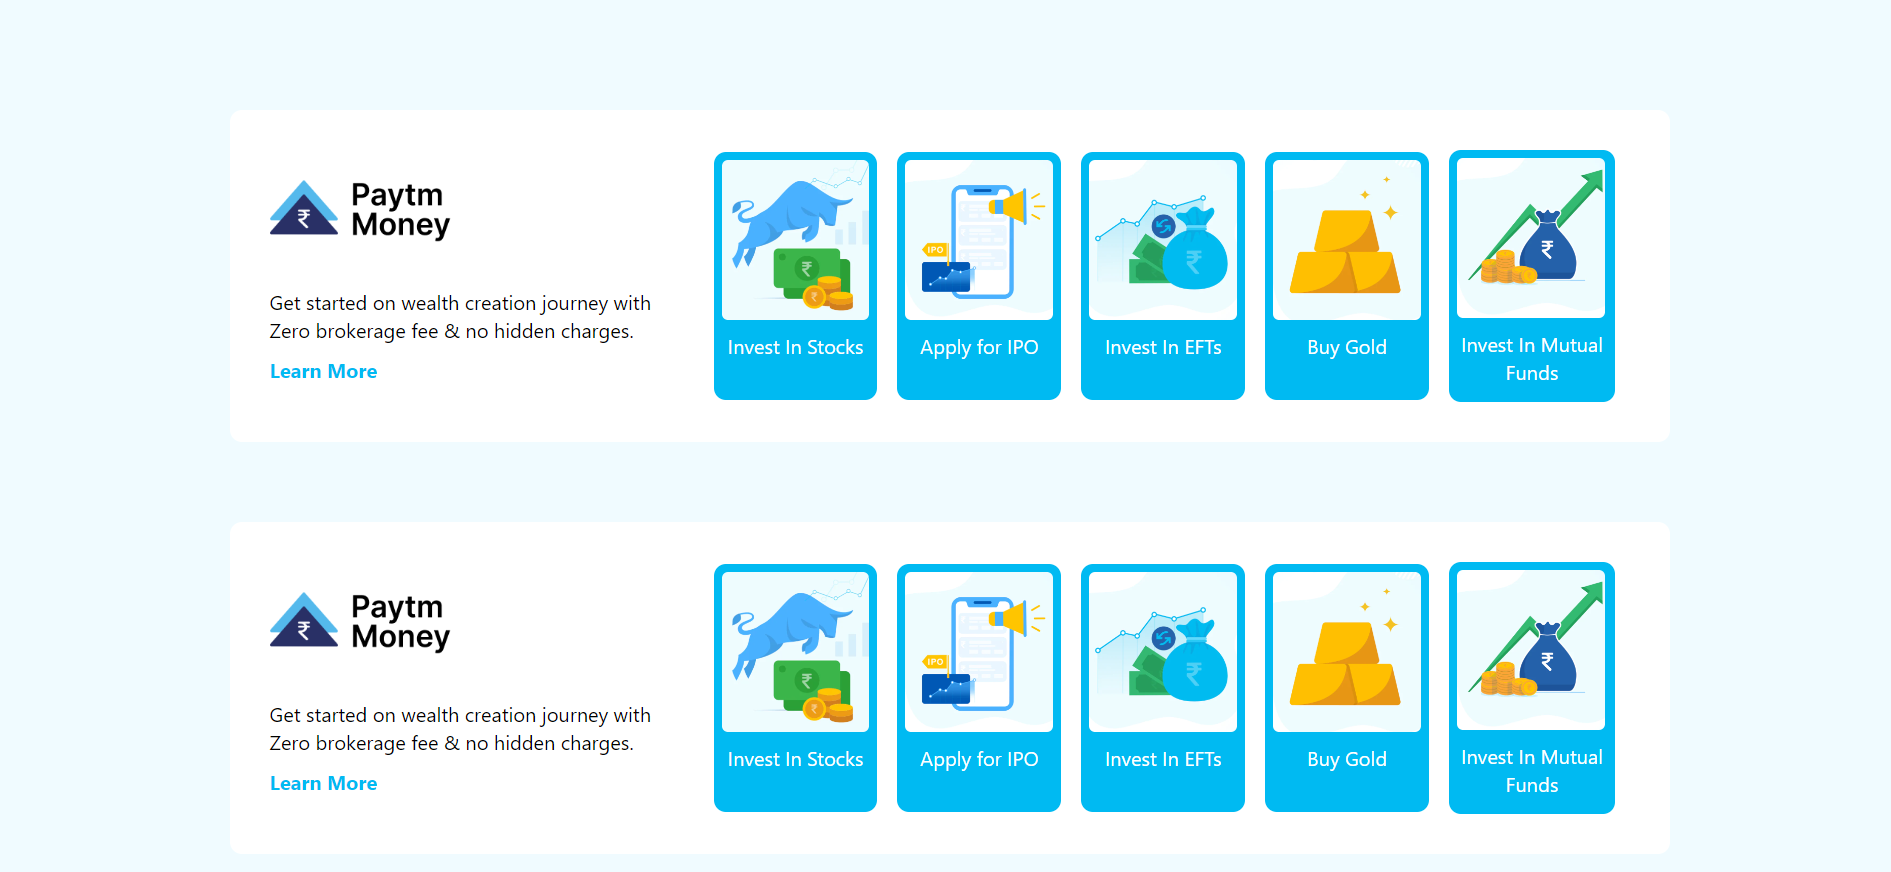 Paytm
Money
Get started on wealth creation journey with
Zero brokerage fee & no hidden charges.
Learn More
₹
₹
₹
Invest In Stocks
IPO
Apply for IPO
₹
Invest In EFTs
Buy Gold
₹
Invest In Mutual
Funds
Paytm
Money
Get started on wealth creation journey with
Zero brokerage fee & no hidden charges.
Learn More
₹
₹
₹
Invest In Stocks
IPO
Apply for IPO
₹
Invest In EFTs
Buy Gold
₹
Invest In Mutual
Funds